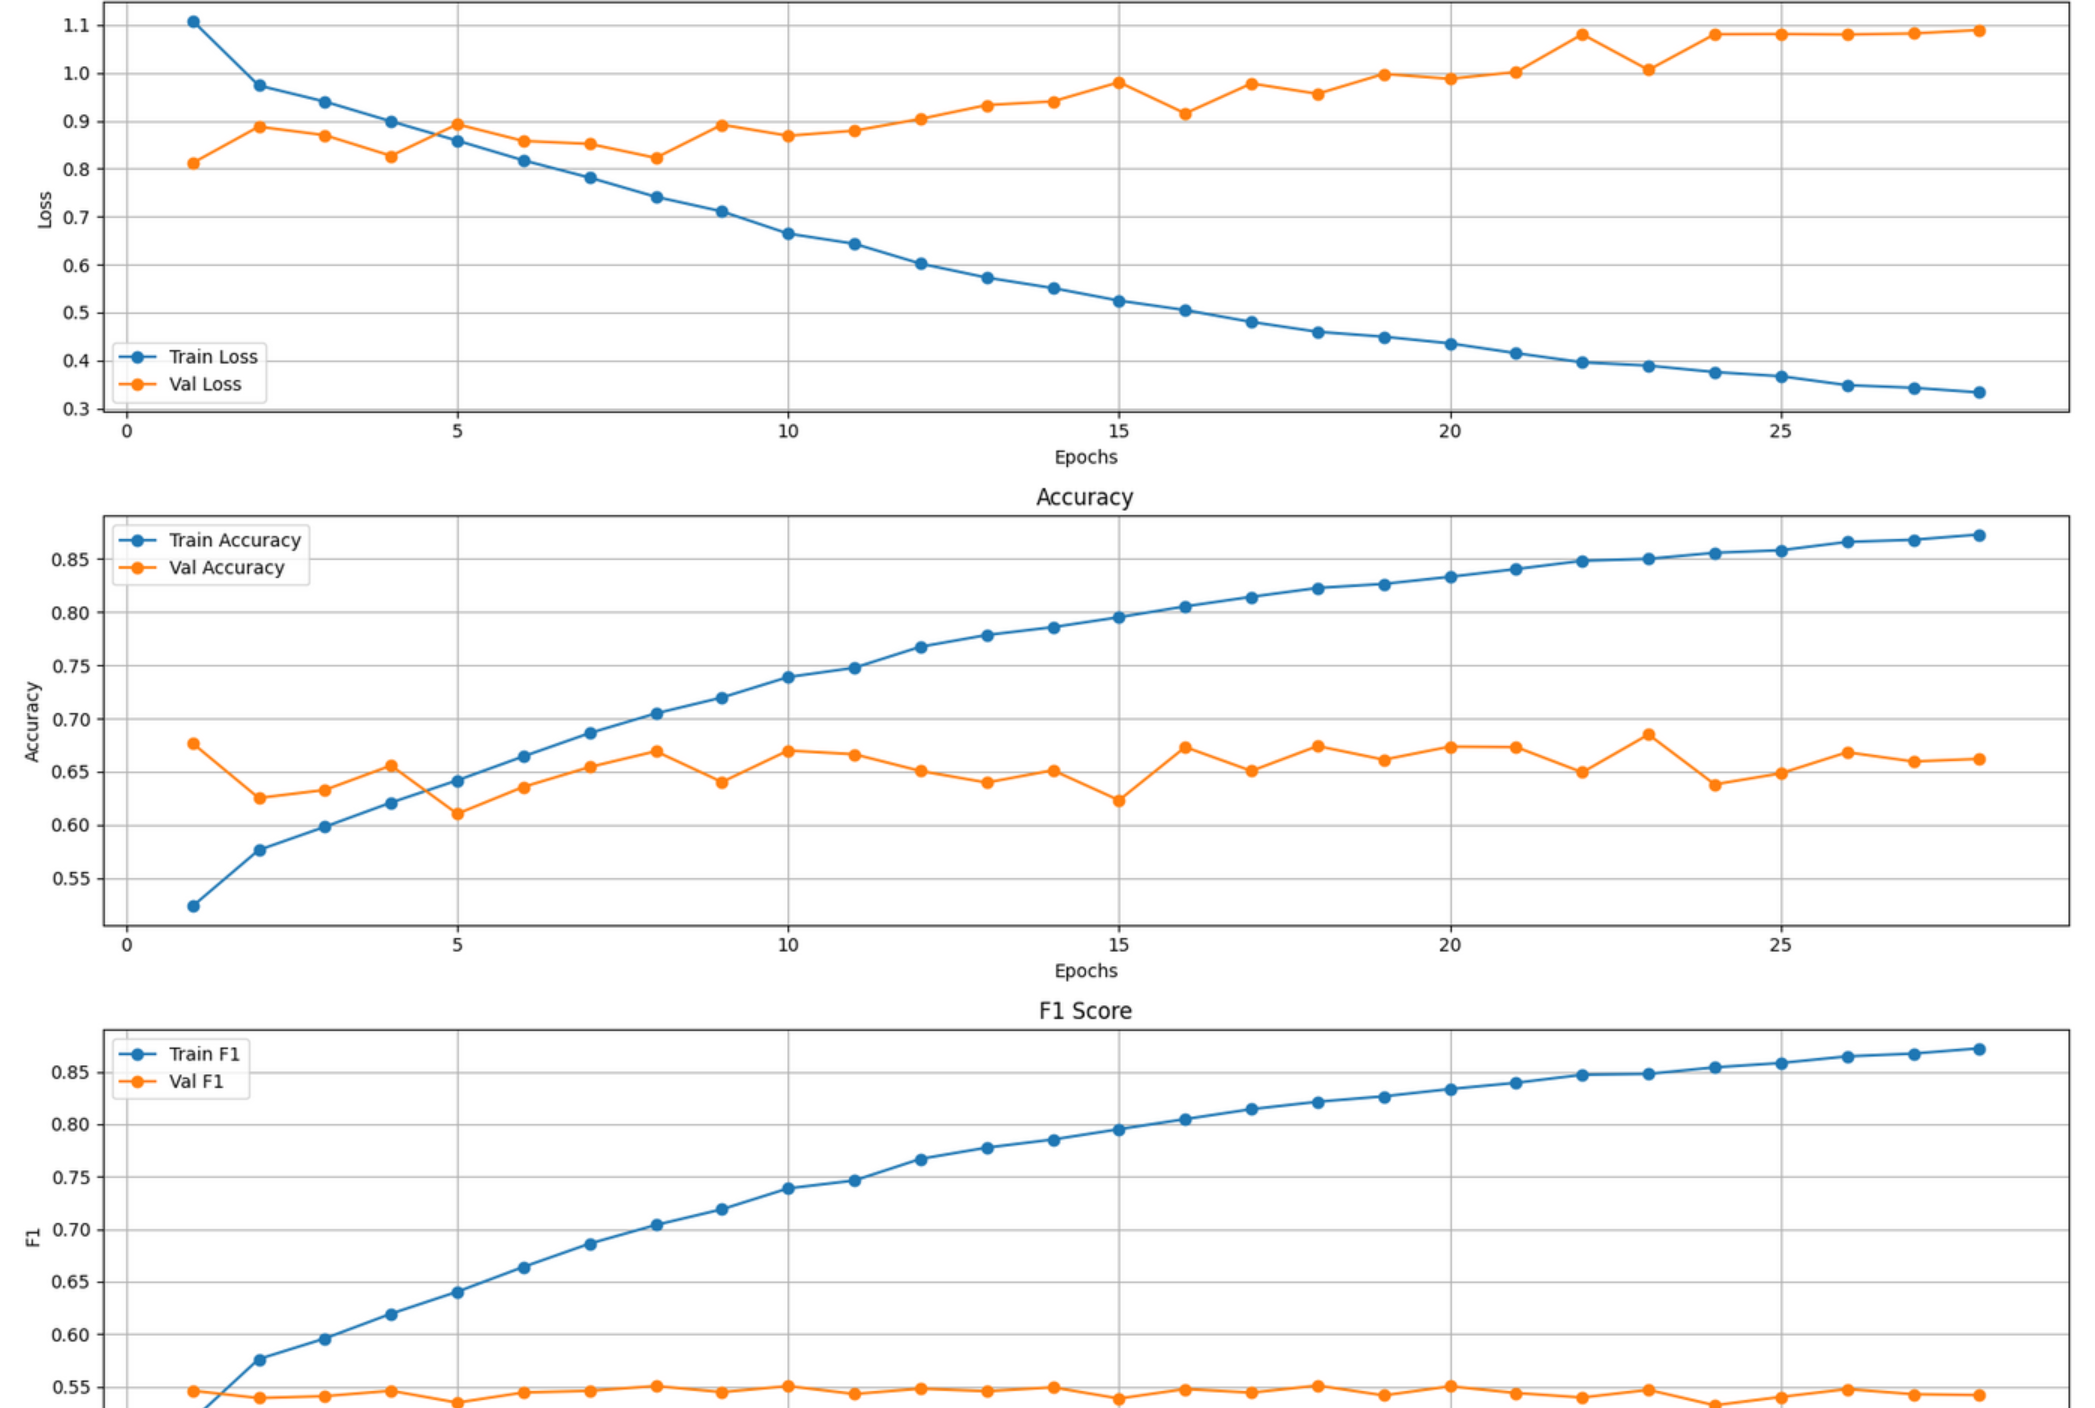 1.1
1.0
0.9
0.8
0.7
0.6
0.5
0.4
0.3
Loss
Train Loss
Val Loss
0 5 10 15 20 25
Epochs
Accuracy
Train Accuracy
Val Accuracy
0.85
0.80
0.75
0.70
0.65
0.60
0.55
Accuracy
0 5 10 15 20 25
Epochs
F1 Score
Train F1
Val F1
0.85
0.80
0.75
0.70
0.65
0.60
0.55
F1